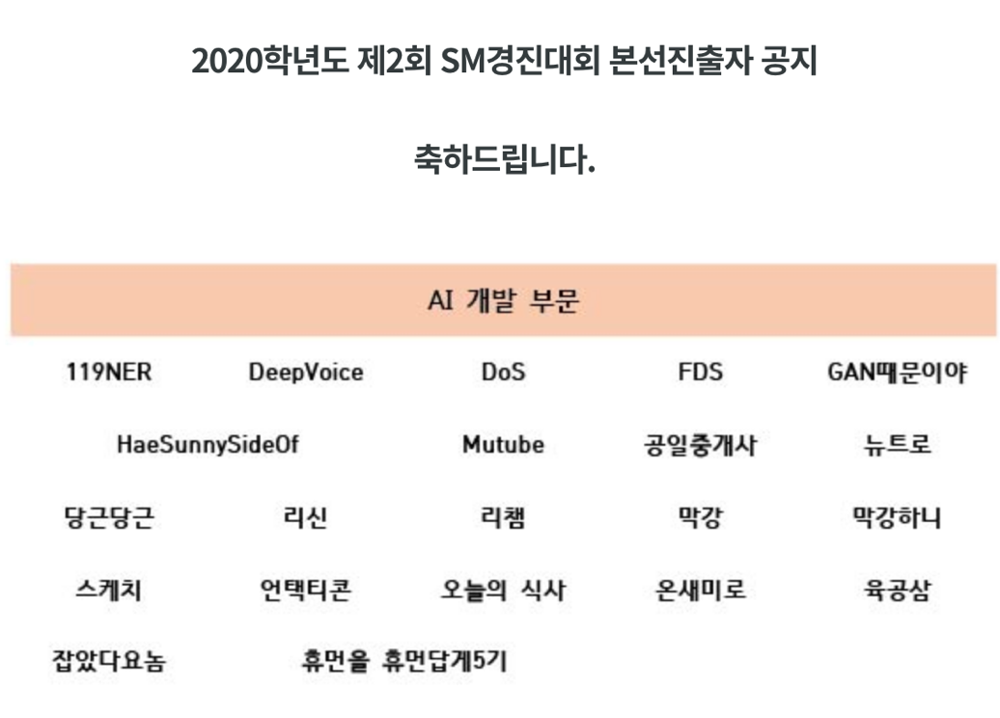 2020학년도 제2회 SM경진대회 본선진출자 공지
축하드립니다.
AI 개발 부문
119NER DeepVoice DoS FDS GAN때문이야
HaeSunnySideOf Mutube 공일중개사 뉴트로
당근당근 리신 리챔 막강 막강하니
스케치 언택티콘 오늘의 식사 온새미로 육공삼
잡았다요놈 휴먼을 휴먼답게5기